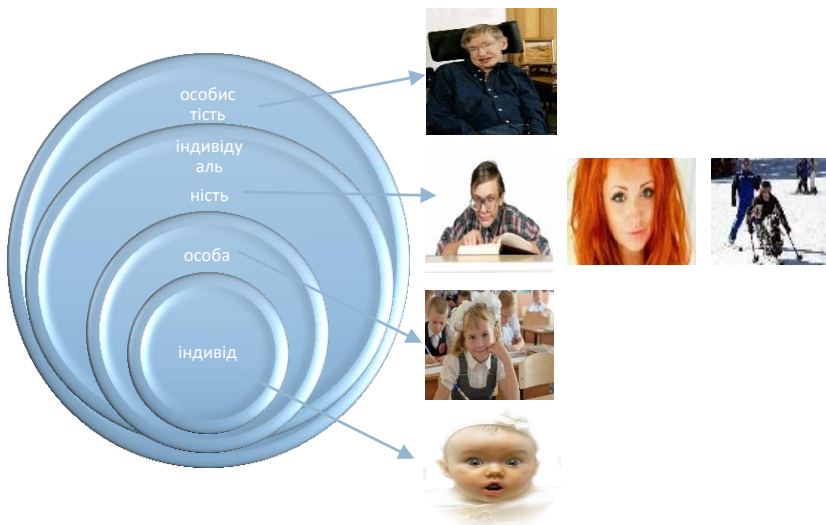 особис
тість
індивіду
аль
ність
особа
індивід